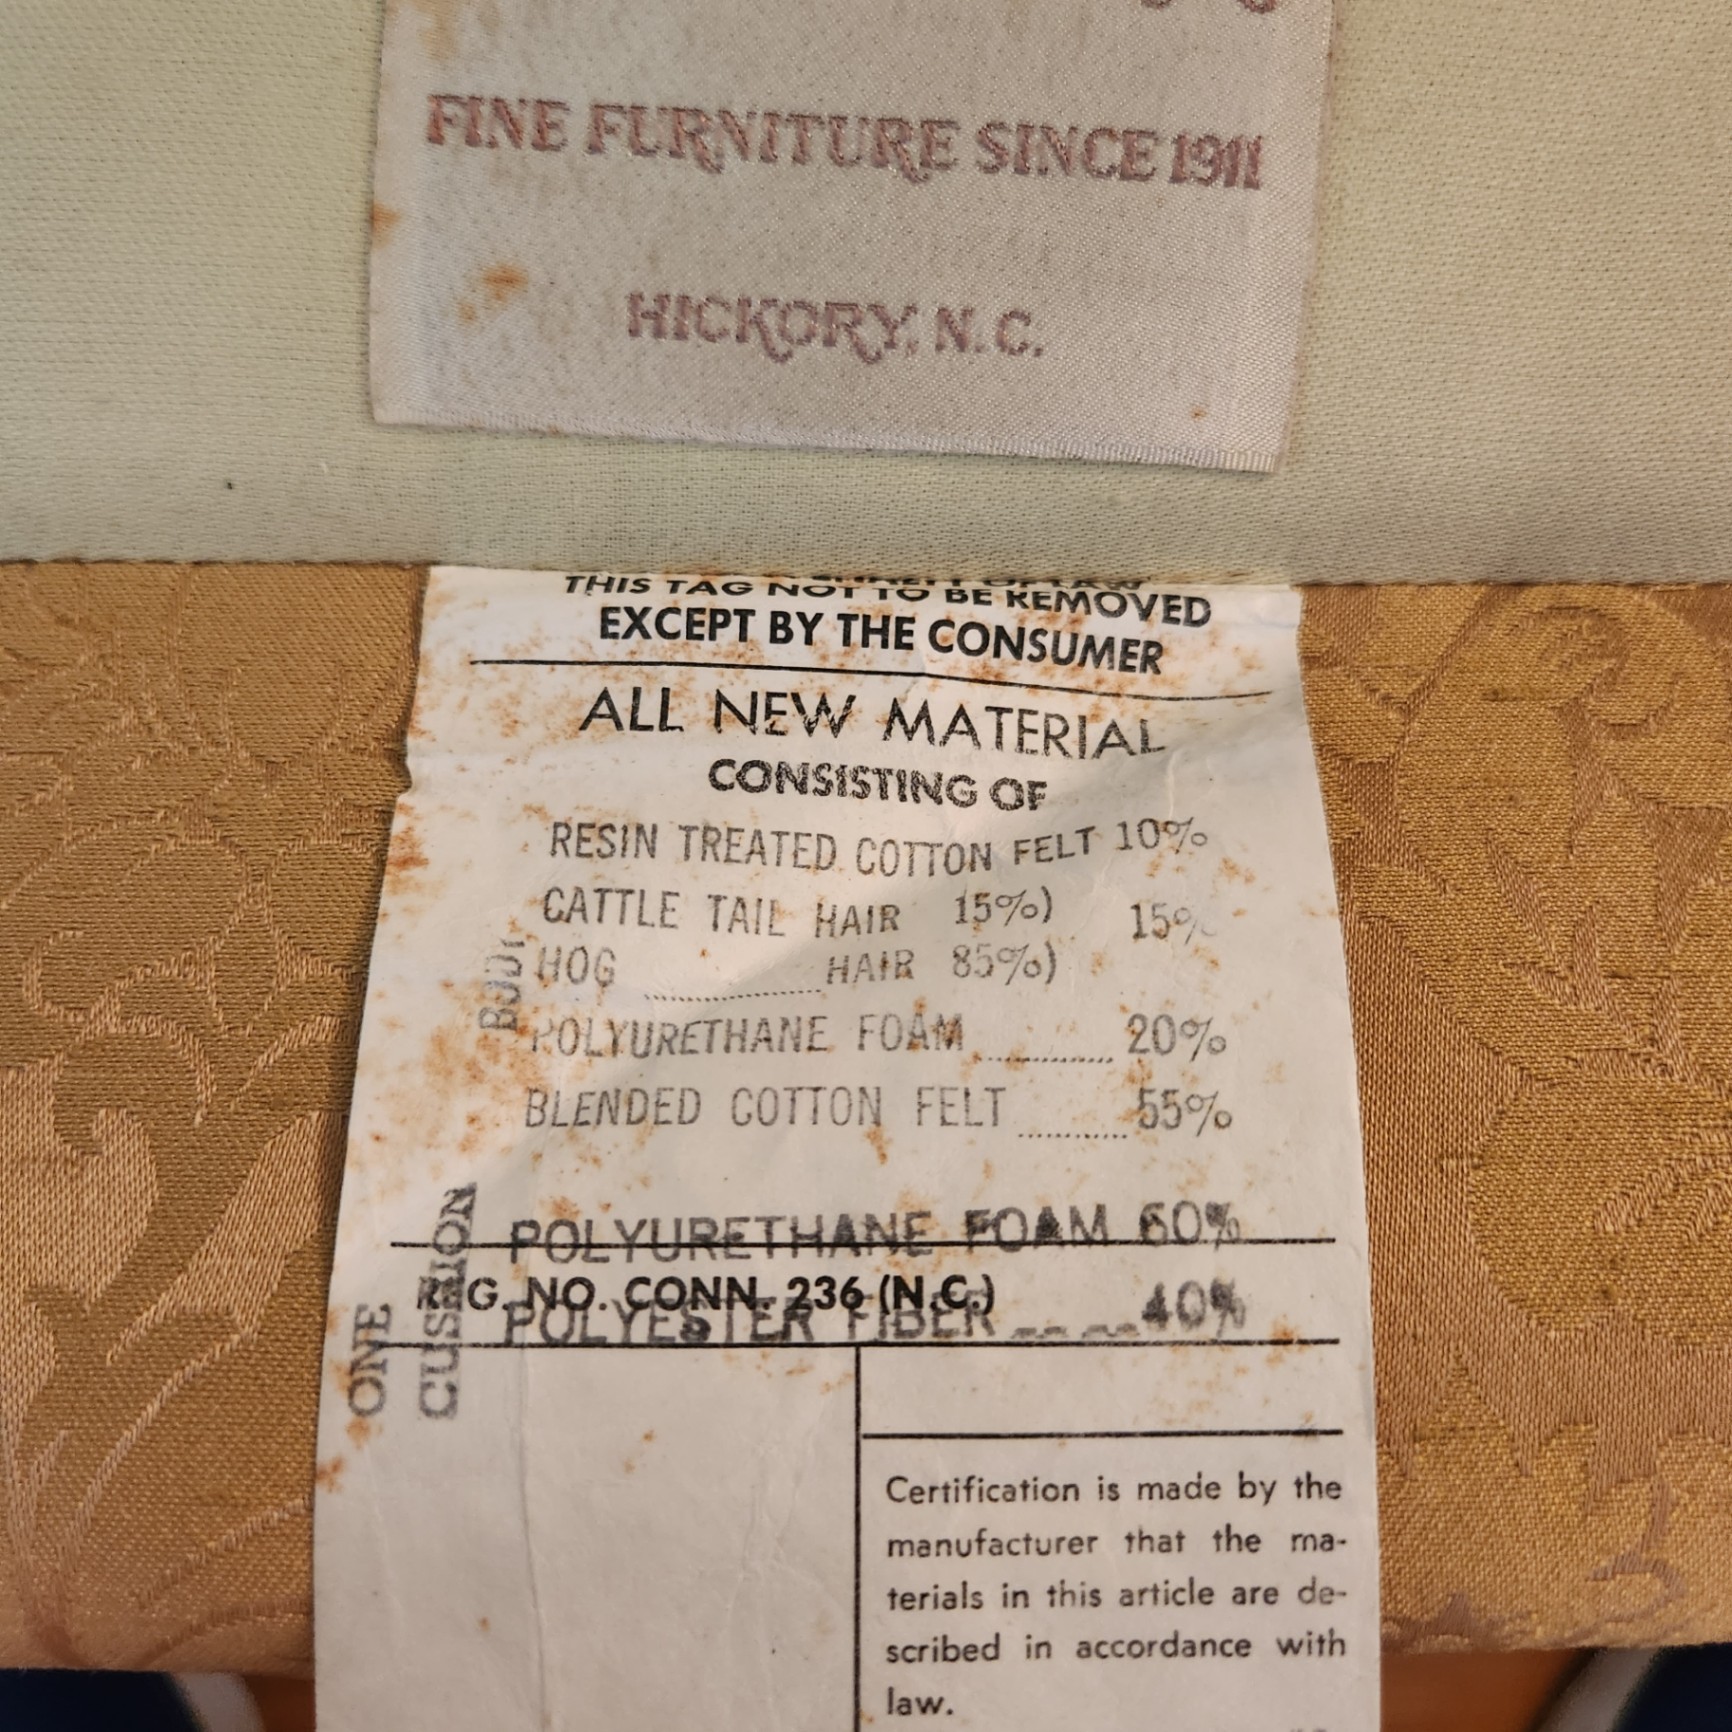 FINE FURNITURE SINCE 1911
HICKORY, N.C.
THIS TAG NOT TO BE REMOVED
EXCEPT BY THE CONSUMER
ALL NEW MATERIAL
CONSISTING OF
RESIN TREATED COTTON FELT 10%
CATTLE TAIL HAIR 15%) 15%
HOG HAIR 85%)
BODY
POLYURETHANE FOAM 20%
BLENDED COTTON FELT 55%
POLYURETHANE FOAM 60%
REG. NO. CONN. 236 (N.C.)
POLYESTER FIBER 40%
ONE
CUSHION
Certification is made by the
manufacturer that the ma-
terials in this article are de-
scribed in accordance with
law.